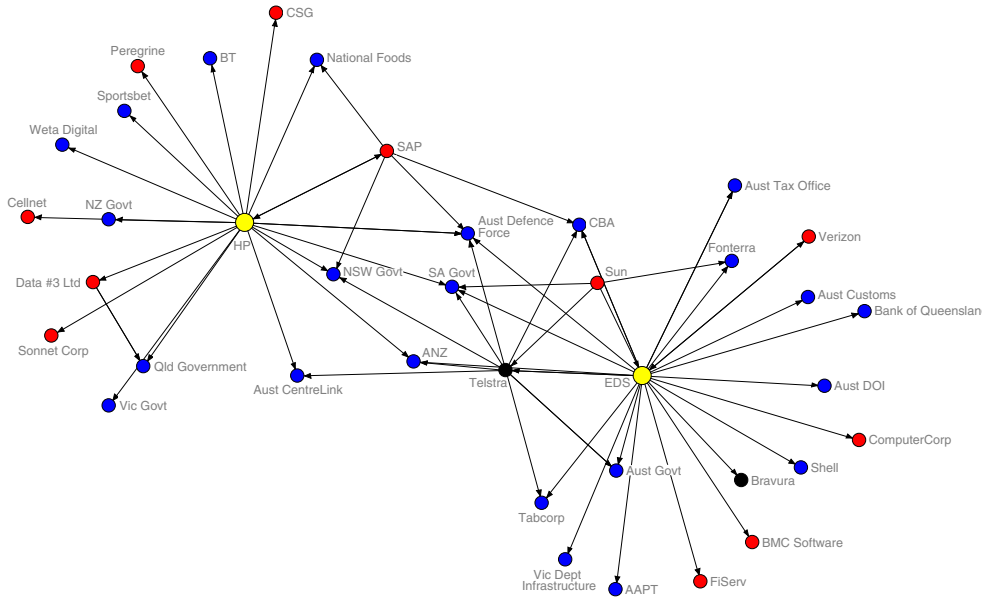 CSG
Peregrine
BT
National Foods
Sportsbet
Weta Digital
SAP
Aust Tax Office
Cellnet
NZ Govt
HP
Aust Defence
Force
CBA
Verizon
Fonterra
Data #3 Ltd
NSW Govt
SA Govt
Sun
Aust Customs
Bank of Queenslan
Sonnet Corp
Qld Government
ANZ
Aust CentreLink
Telstra
EDS
Aust DOI
Vic Govt
ComputerCorp
Aust Govt
Shell
Bravura
Tabcorp
BMC Software
Vic Dept
Infrastructure
AAPT
FiServ